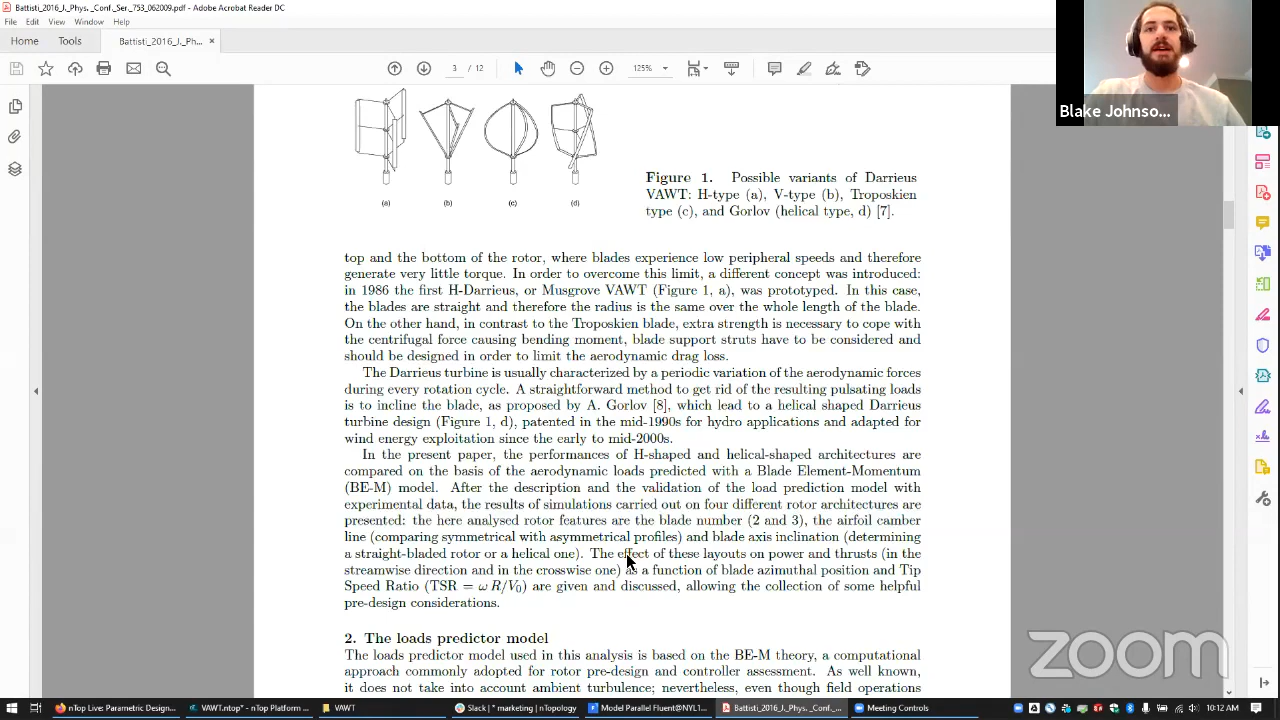 Battisti_2016_J._Phys._Conf._Ser._753_062009.pdf - Adobe Acrobat Reader DC
File Edit View Window Help
Home Tools Battisti_2016_J._Ph... ×
3 / 12 125%
Blake Johnso...
(a) (b) (c) (d)
Figure 1. Possible variants of Darrieus
VAWT: H-type (a), V-type (b), Troposkien
type (c), and Gorlov (helical type, d) [7].
top and the bottom of the rotor, where blades experience low peripheral speeds and therefore
generate very little torque. In order to overcome this limit, a different concept was introduced:
in 1986 the first H-Darrieus, or Musgrove VAWT (Figure 1, a), was prototyped. In this case,
the blades are straight and therefore the radius is the same over the whole length of the blade.
On the other hand, in contrast to the Troposkien blade, extra strength is necessary to cope with
the centrifugal force causing bending moment, blade support struts have to be considered and
should be designed in order to limit the aerodynamic drag loss.
The Darrieus turbine is usually characterized by a periodic variation of the aerodynamic forces
during every rotation cycle. A straightforward method to get rid of the resulting pulsating loads
is to incline the blade, as proposed by A. Gorlov [8], which lead to a helical shaped Darrieus
turbine design (Figure 1, d), patented in the mid-1990s for hydro applications and adapted for
wind energy exploitation since the early to mid-2000s.
In the present paper, the performances of H-shaped and helical-shaped architectures are
compared on the basis of the aerodynamic loads predicted with a Blade Element-Momentum
(BE-M) model. After the description and the validation of the load prediction model with
experimental data, the results of simulations carried out on four different rotor architectures are
presented: the here analysed rotor features are the blade number (2 and 3), the airfoil camber
line (comparing symmetrical with asymmetrical profiles) and blade axis inclination (determining
a straight-bladed rotor or a helical one). The effect of these layouts on power and thrusts (in the
streamwise direction and in the crosswise one) as a function of blade azimuthal position and Tip
Speed Ratio (TSR = ω R/V₀) are given and discussed, allowing the collection of some helpful
pre-design considerations.
2. The loads predictor model
The loads predictor model used in this analysis is based on the BE-M theory, a computational
approach commonly adopted for rotor pre-design and controller assessment. As well known,
it does not take into account ambient turbulence; nevertheless, even though field operations
zoom
nTop Live: Parametric Design... VAWT.ntop* - nTop Platform VAWT Slack | * marketing | nTopology Model Parallel Fluent@NYL1... Battisti_2016_J._Phys._Conf... Meeting Controls 10:12 AM